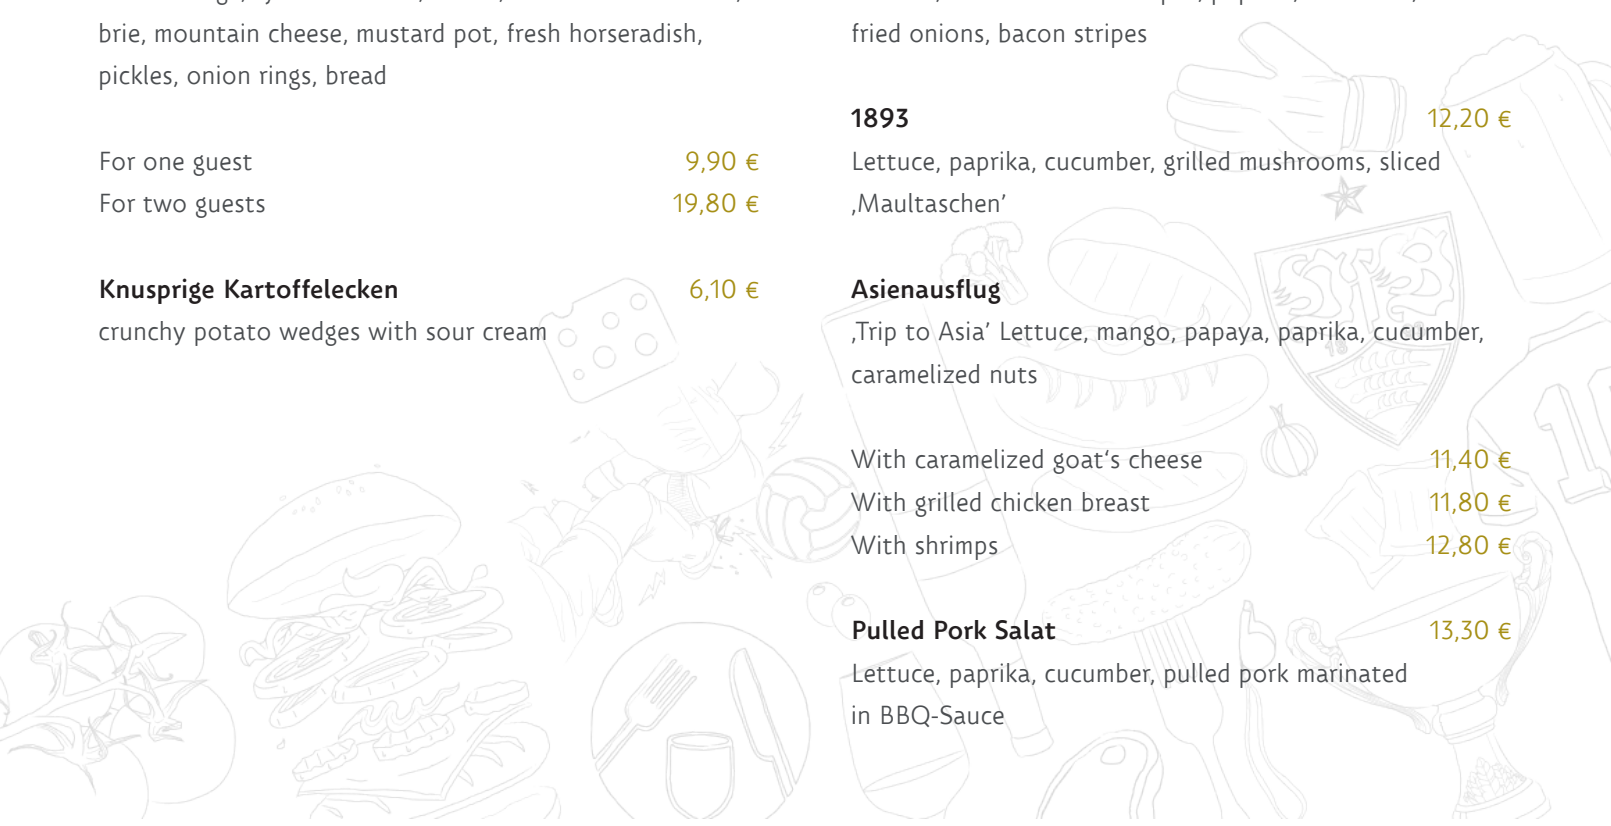 brie, mountain cheese, mustard pot, fresh horseradish,
pickles, onion rings, bread
For one guest 9,90 €
For two guests 19,80 €
Knusprige Kartoffelecken 6,10 €
crunchy potato wedges with sour cream
fried onions, bacon stripes
1893 12,20 €
Lettuce, paprika, cucumber, grilled mushrooms, sliced
‚Maultaschen’
Asienausflug
‚Trip to Asia’ Lettuce, mango, papaya, paprika, cucumber,
caramelized nuts
With caramelized goat‘s cheese 11,40 €
With grilled chicken breast 11,80 €
With shrimps 12,80 €
Pulled Pork Salat 13,30 €
Lettuce, paprika, cucumber, pulled pork marinated
in BBQ-Sauce